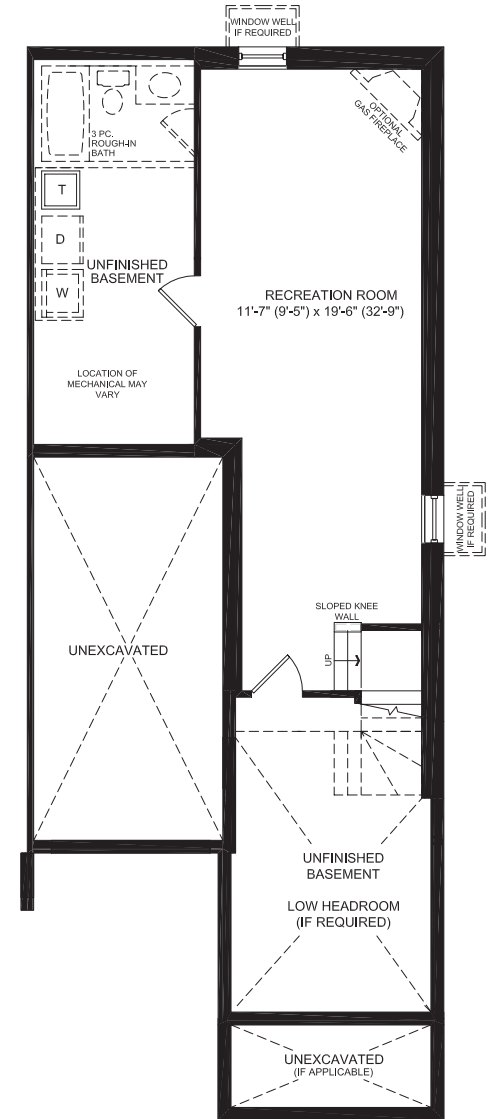 WINDOW WELL
IF REQUIRED
OPTIONAL
GAS FIREPLACE
3 PC.
ROUGH-IN
BATH
T
D
W
UNFINISHED
BASEMENT
RECREATION ROOM
11'-7" (9'-5") x 19'-6" (32'-9")
LOCATION OF
MECHANICAL MAY
VARY
WINDOW WELL
IF REQUIRED
SLOPED KNEE
WALL
UP
UNEXCAVATED
UNFINISHED
BASEMENT
LOW HEADROOM
(IF REQUIRED)
UNEXCAVATED
(IF APPLICABLE)